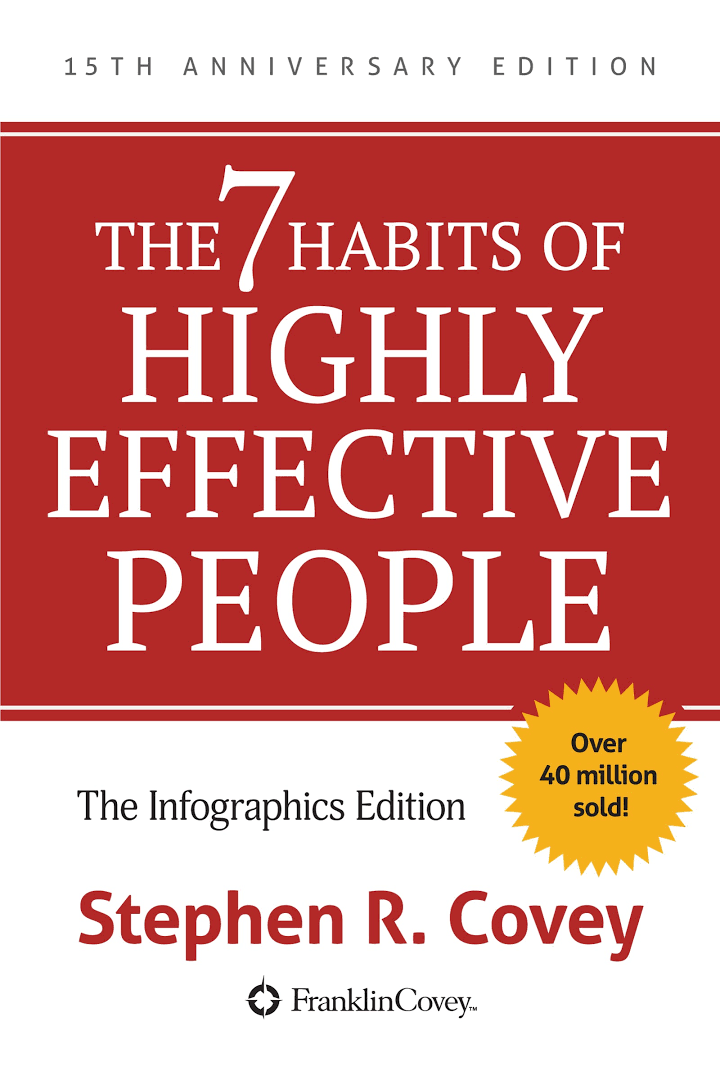 15TH ANNIVERSARY EDITION
THE 7 HABITS OF
HIGHLY
EFFECTIVE
PEOPLE
Over
40 million
sold!
The Infographics Edition
Stephen R. Covey
FranklinCovey™